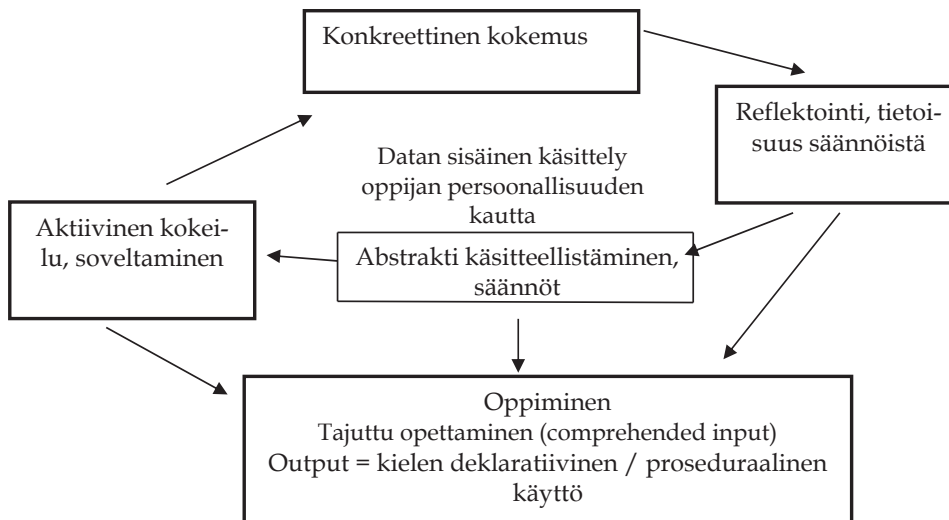 Konkreettinen kokemus
Reflektointi, tietoi-
suus säännöistä
Datan sisäinen käsittely
oppijan persoonallisuuden
kautta
Aktiivinen kokei-
lu, soveltaminen
Abstrakti käsitteellistäminen,
säännöt
Oppiminen
Tajuttu opettaminen (comprehended input)
Output = kielen deklaratiivinen / proseduraalinen
käyttö